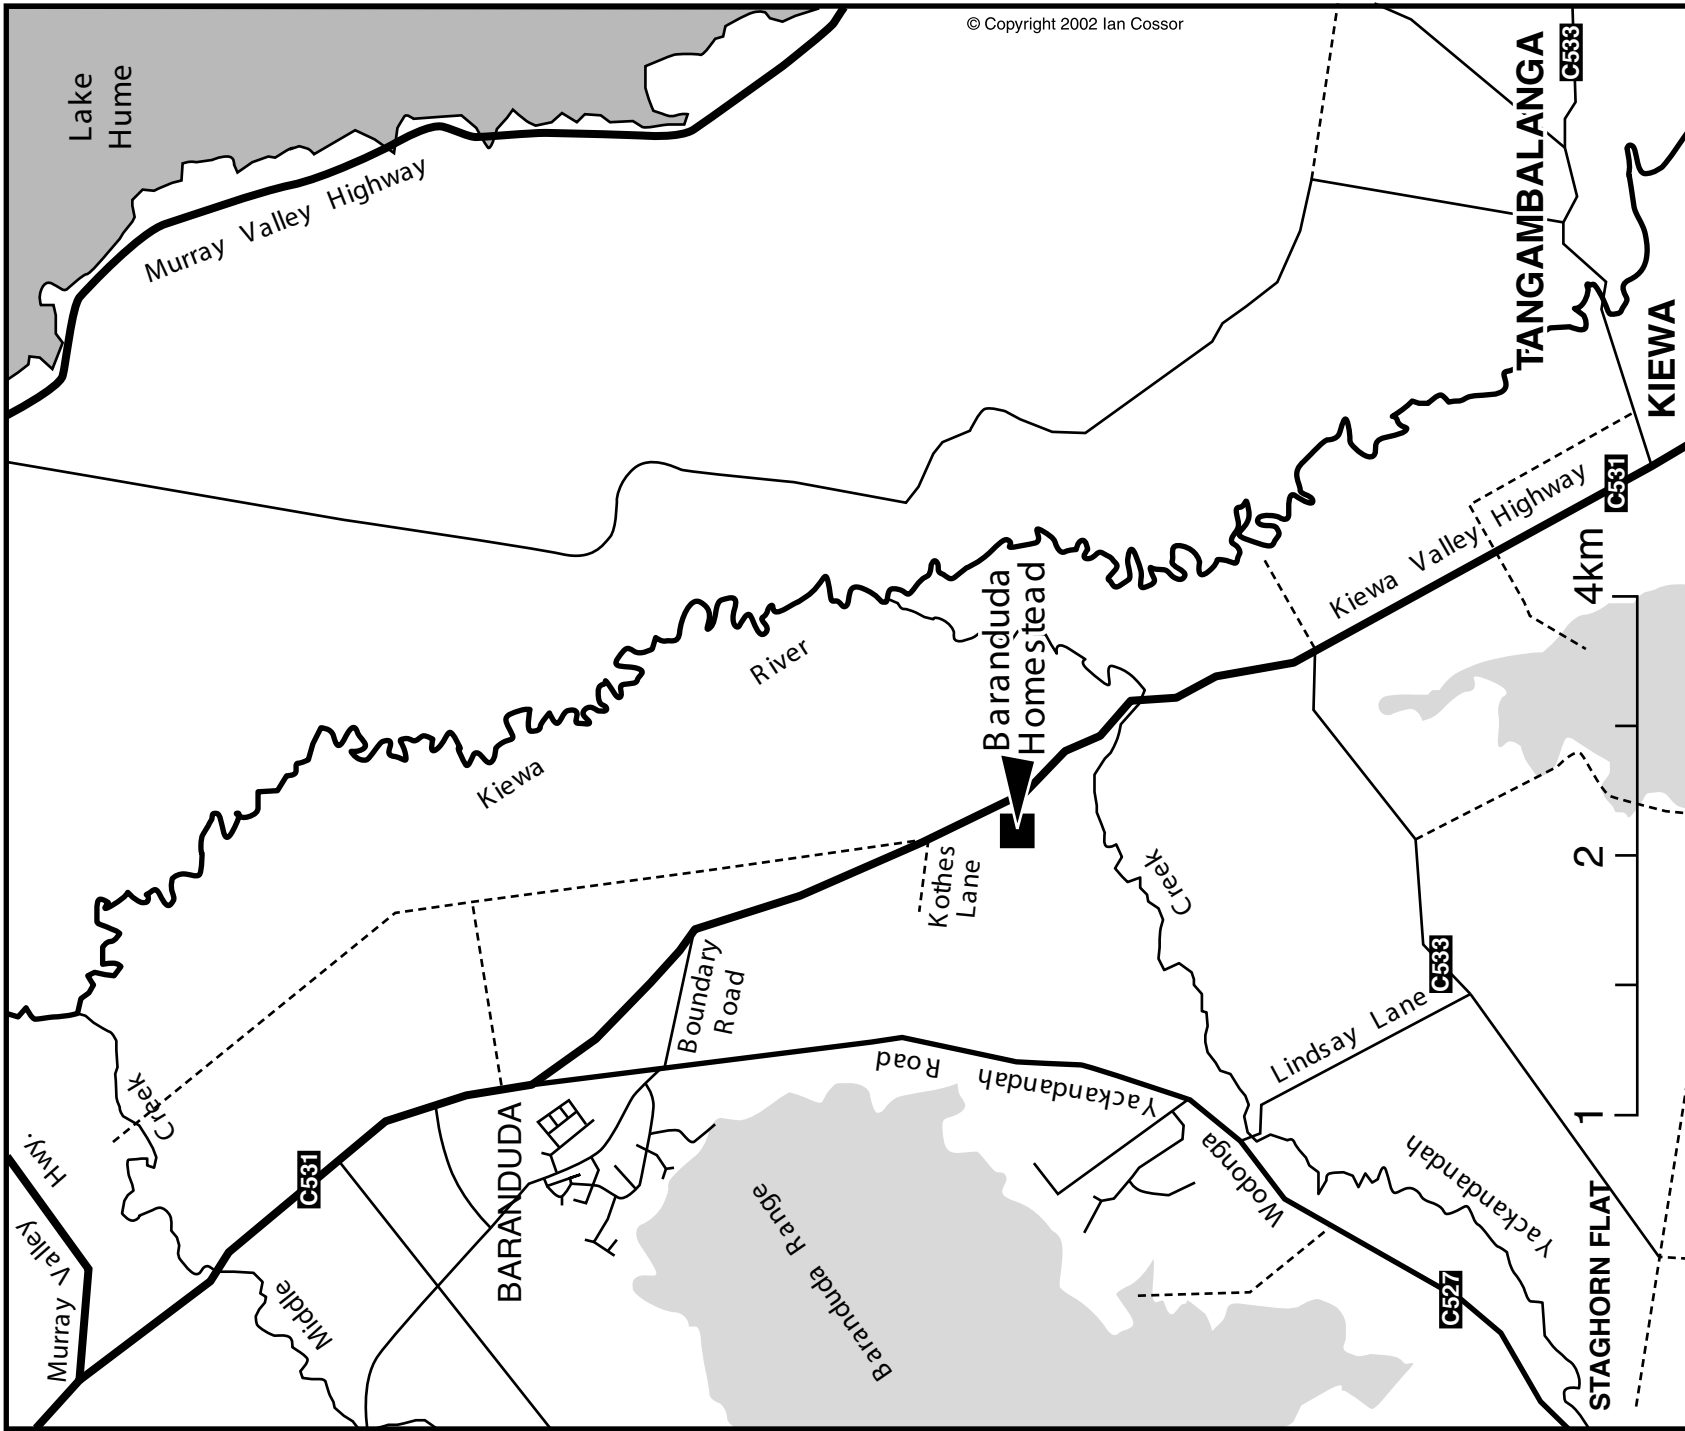 © Copyright 2002 Ian Cossor
Lake
Hume
Murray Valley Highway
TANGAMBALANGA
C533
KIEWA
C531
Kiewa Valley Highway
4km
2
1
Baranduda
Homestead
River
Kiewa
Kothes
Lane
Creek
Boundary
Road
C533
Lindsay Lane
Road
Yackandandah
Wodonga
Creek
Murray Valley Hwy.
C531
BARANDUDA
Middle
Baranduda Range
Yackandandah
C527
STAGHORN FLAT